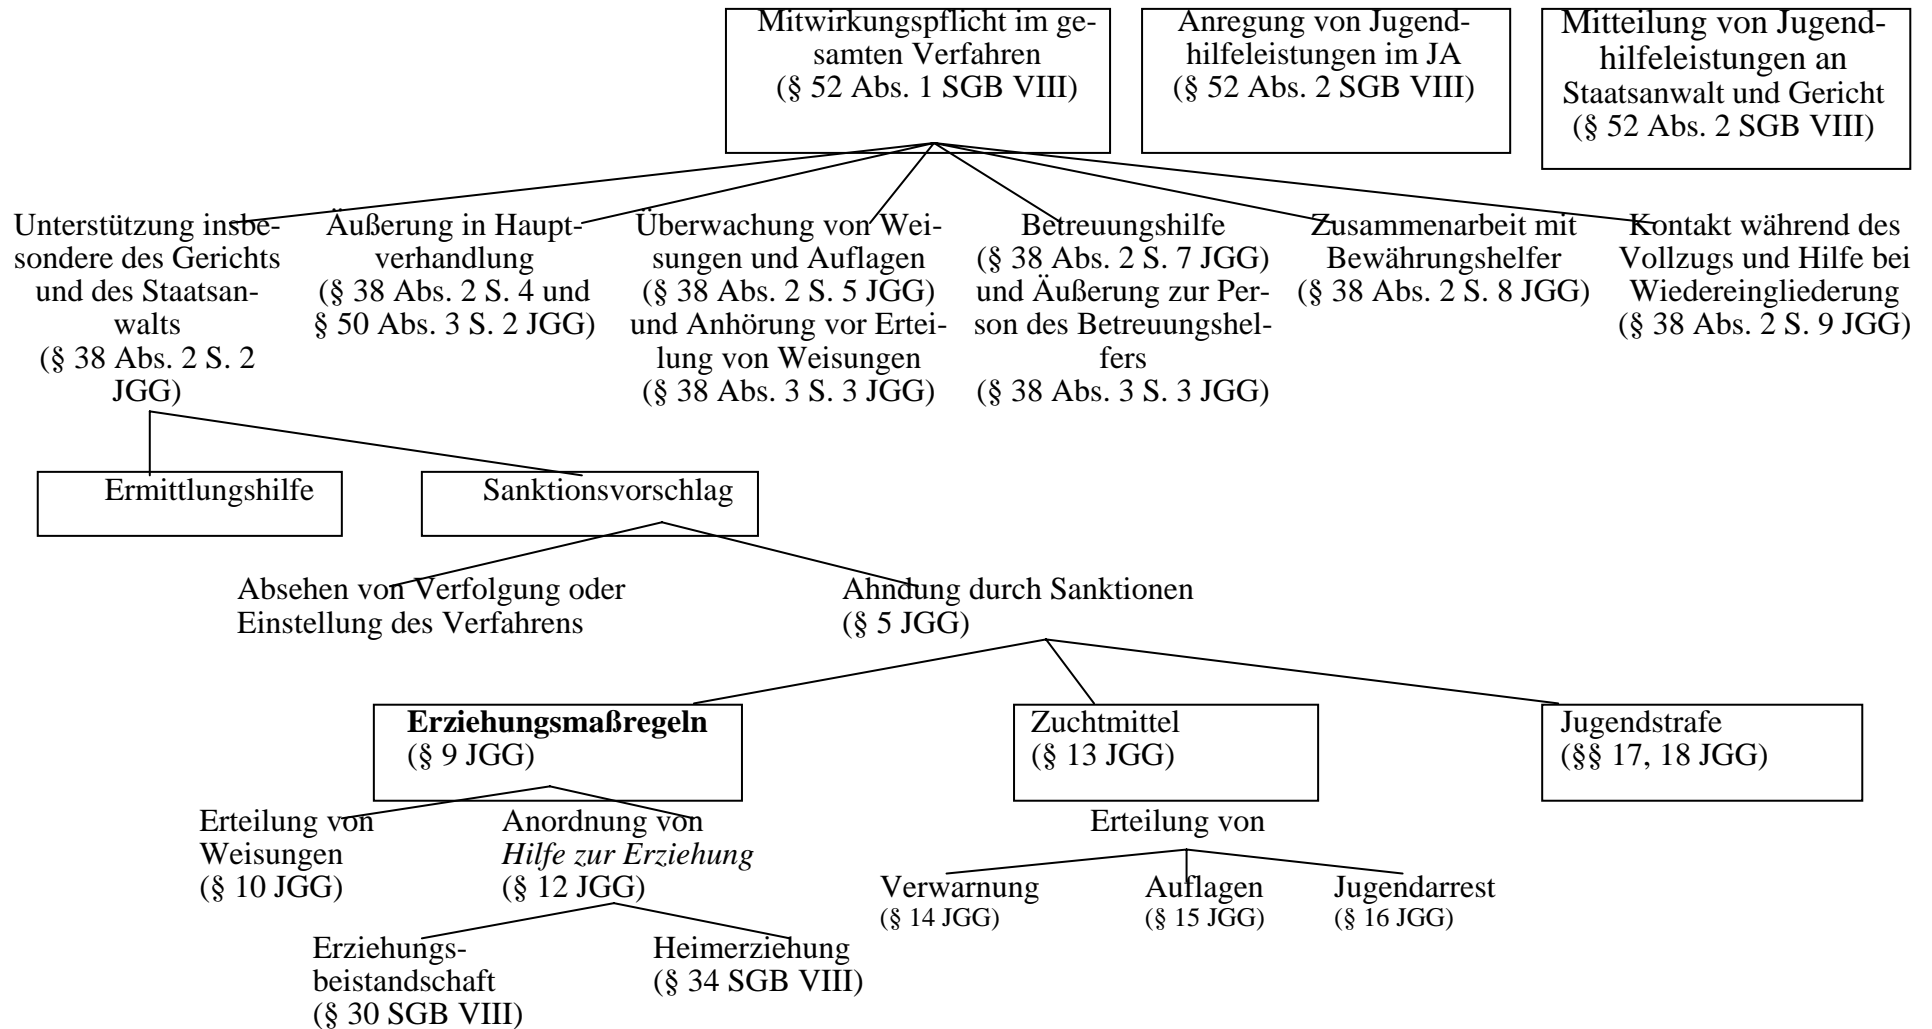 Mitwirkungspflicht im ge-
samten Verfahren
(§ 52 Abs. 1 SGB VIII)
Anregung von Jugend-
hilfeleistungen im JA
(§ 52 Abs. 2 SGB VIII)
Mitteilung von Jugend-
hilfeleistungen an
Staatsanwalt und Gericht
(§ 52 Abs. 2 SGB VIII)
Unterstützung insbe-
sondere des Gerichts
und des Staatsan-
walts
(§ 38 Abs. 2 S. 2
JGG)
Äußerung in Haupt-
verhandlung
(§ 38 Abs. 2 S. 4 und
§ 50 Abs. 3 S. 2 JGG)
Überwachung von Wei-
sungen und Auflagen
(§ 38 Abs. 2 S. 5 JGG)
und Anhörung vor Ertei-
lung von Weisungen
(§ 38 Abs. 3 S. 3 JGG)
Betreuungshilfe
(§ 38 Abs. 2 S. 7 JGG)
und Äußerung zur Per-
son des Betreuungshel-
fers
(§ 38 Abs. 3 S. 3 JGG)
Zusammenarbeit mit
Bewährungshelfer
(§ 38 Abs. 2 S. 8 JGG)
Kontakt während des
Vollzugs und Hilfe bei
Wiedereingliederung
(§ 38 Abs. 2 S. 9 JGG)
Ermittlungshilfe
Sanktionsvorschlag
Absehen von Verfolgung oder
Einstellung des Verfahrens
Ahndung durch Sanktionen
(§ 5 JGG)
Erziehungsmaßregeln
(§ 9 JGG)
Zuchtmittel
(§ 13 JGG)
Jugendstrafe
(§§ 17, 18 JGG)
Erteilung von
Weisungen
(§ 10 JGG)
Anordnung von
Hilfe zur Erziehung
(§ 12 JGG)
Erteilung von
Verwarnung
(§ 14 JGG)
Auflagen
(§ 15 JGG)
Jugendarrest
(§ 16 JGG)
Erziehungs-
beistandschaft
(§ 30 SGB VIII)
Heimerziehung
(§ 34 SGB VIII)